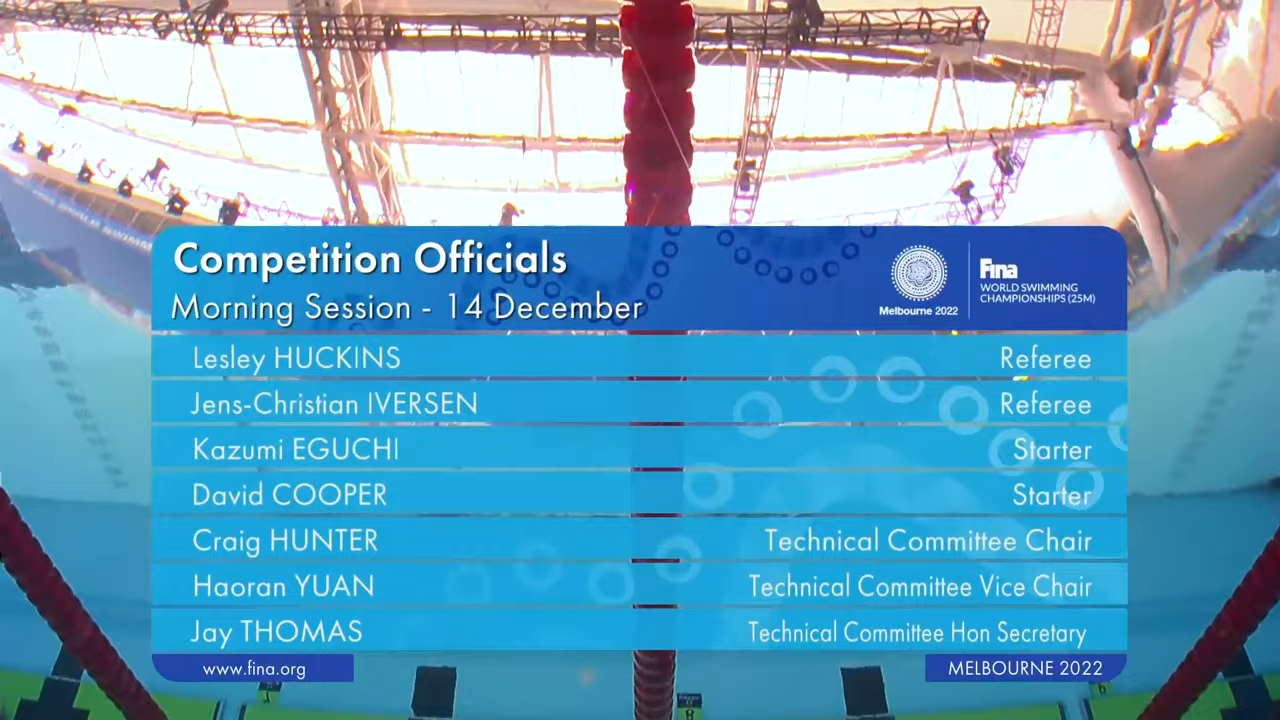 Competition Officials
Morning Session - 14 December
Melbourne 2022
Fina
WORLD SWIMMING
CHAMPIONSHIPS (25M)
Lesley HUCKINS Referee
Jens-Christian IVERSEN Referee
Kazumi EGUCHI Starter
David COOPER Starter
Craig HUNTER Technical Committee Chair
Haoran YUAN Technical Committee Vice Chair
Jay THOMAS Technical Committee Hon Secretary
www.fina.org
MELBOURNE 2022